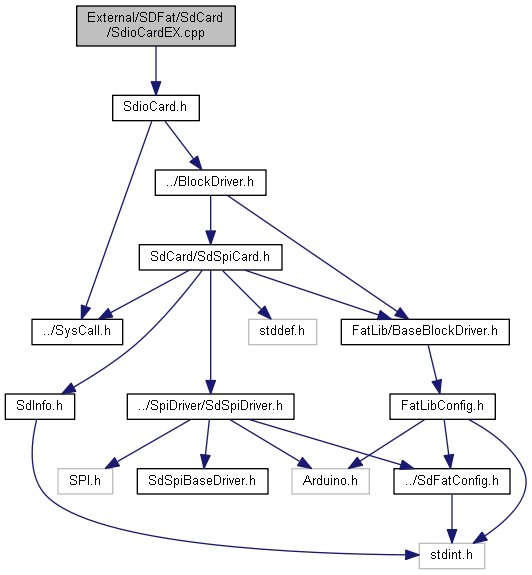 External/SDFat/SdCard
/SdioCardEX.cpp
SdioCard.h
../BlockDriver.h
SdCard/SdSpiCard.h
../SysCall.h
stddef.h
FatLib/BaseBlockDriver.h
SdInfo.h
../SpiDriver/SdSpiDriver.h
FatLibConfig.h
SPI.h
SdSpiBaseDriver.h
Arduino.h
../SdFatConfig.h
stdint.h